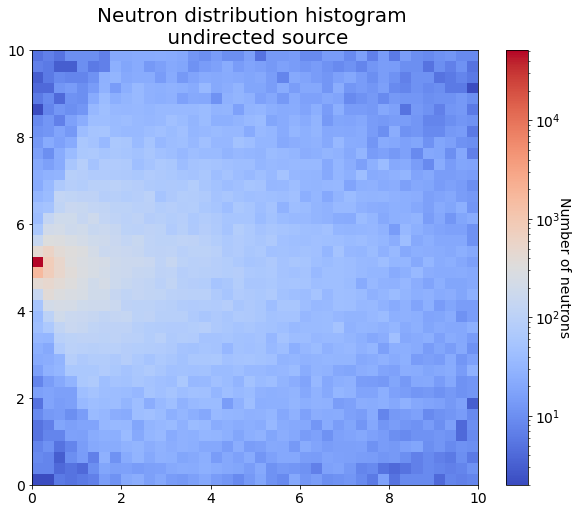 Neutron distribution histogram
undirected source
10
8
6
4
2
0
0 2 4 6 8 10
10⁴
10³
10²
10¹
Number of neutrons